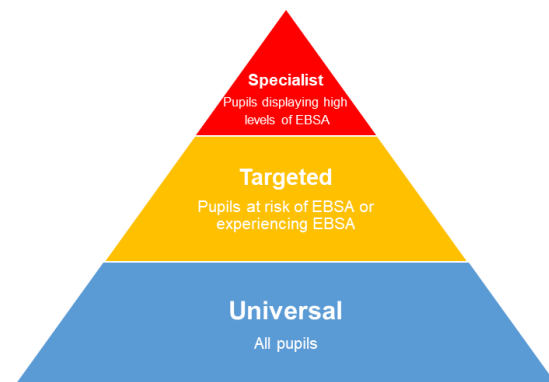 Specialist
Pupils displaying high
levels of EBSA
Targeted
Pupils at risk of EBSA or
experiencing EBSA
Universal
All pupils